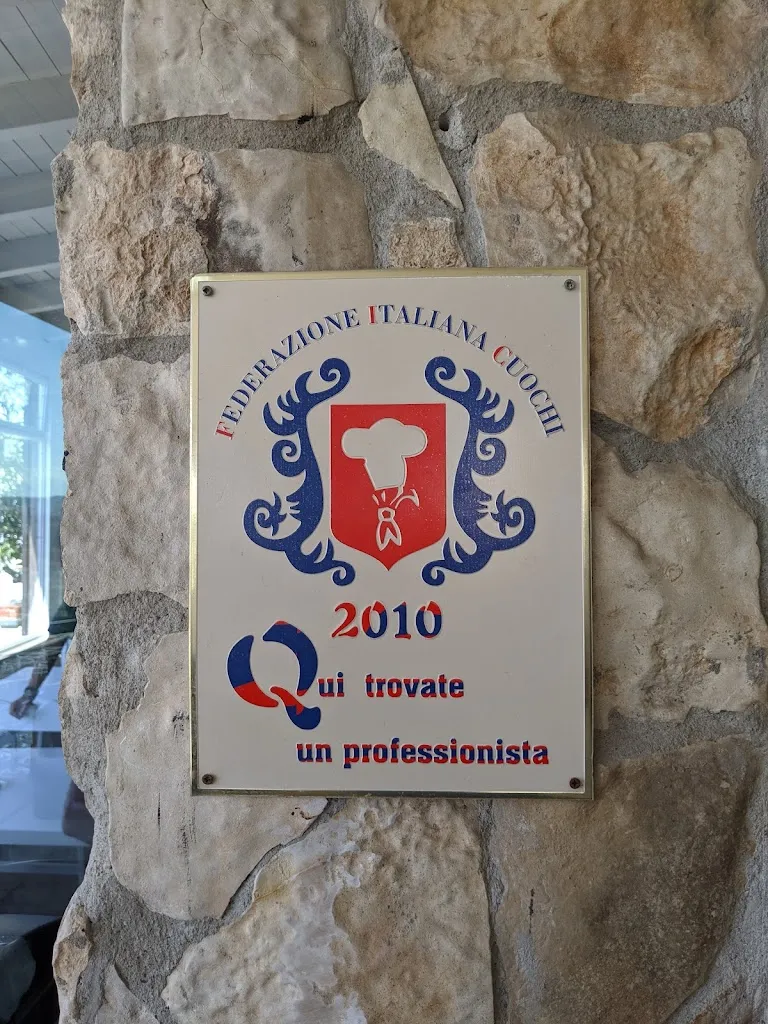 FEDERAZIONE ITALIANA CUOCHI
2010
Qui trovate
un professionista